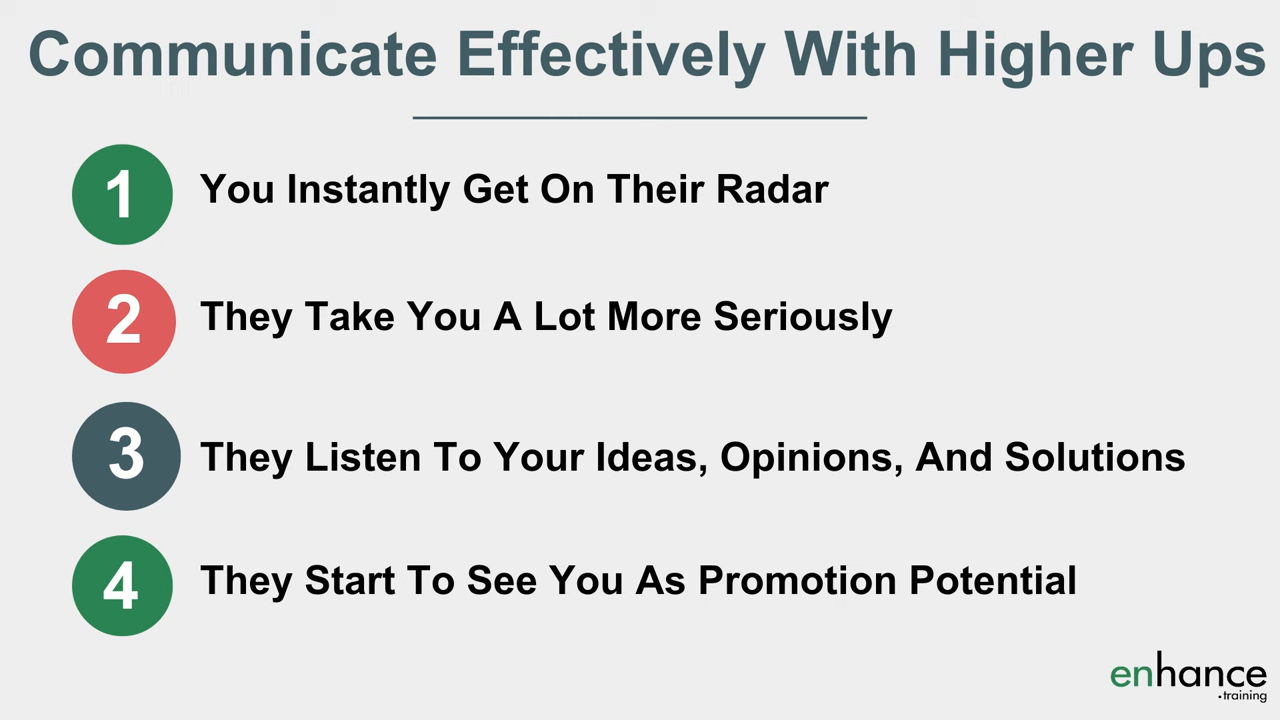 Communicate Effectively With Higher Ups
1 You Instantly Get On Their Radar
2 They Take You A Lot More Seriously
3 They Listen To Your Ideas, Opinions, And Solutions
4 They Start To See You As Promotion Potential
enhance
.training